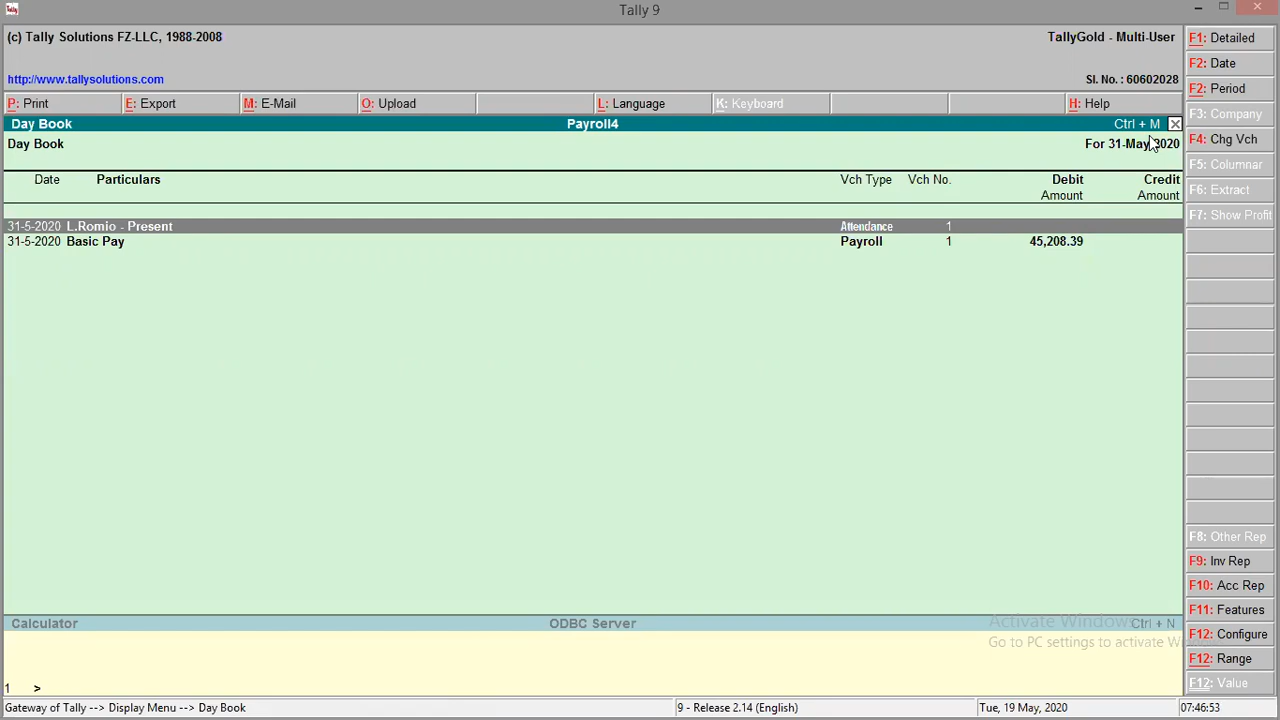 Tally
Tally 9
(c) Tally Solutions FZ-LLC, 1988-2008
TallyGold - Multi-User
http://www.tallysolutions.com
Sl. No. : 60602028
P: Print
E: Export
M: E-Mail
O: Upload
L: Language
K: Keyboard
H: Help
Day Book
Payroll4
Ctrl + M
Day Book
For 31-May-2020
Date
Particulars
Vch Type
Vch No.
Debit
Amount
Credit
Amount
31-5-2020 L.Romio - Present Attendance 1
31-5-2020 Basic Pay Payroll 1 45,208.39
F1: Detailed
F2: Date
F2: Period
F3: Company
F4: Chg Vch
F5: Columnar
F6: Extract
F7: Show Profit
F8: Other Rep
F9: Inv Rep
F10: Acc Rep
F11: Features
F12: Configure
F12: Range
F12: Value
Calculator
ODBC Server
Ctrl + N
Activate Windows
Go to PC settings to activate
1 >
Gateway of Tally --> Display Menu --> Day Book
9 - Release 2.14 (English)
Tue, 19 May, 2020
07:46:53